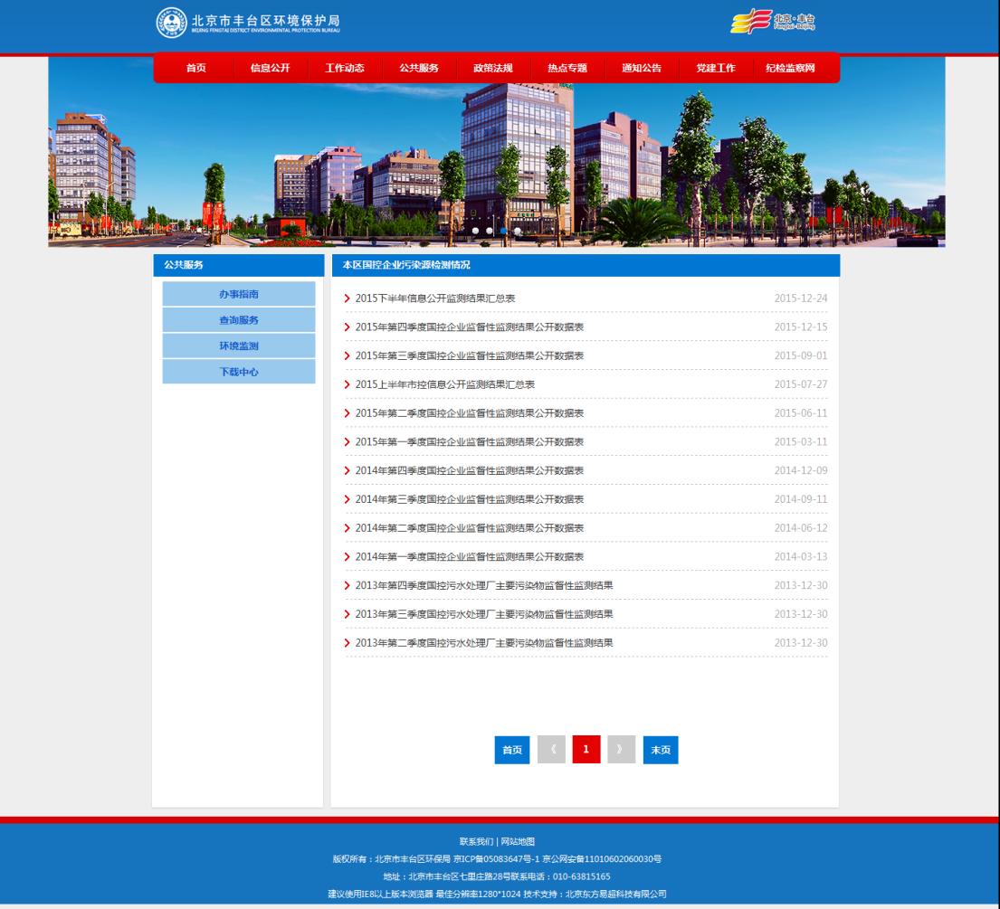 北京市丰台区环境保护局
BEIJING FENGTAI DISTRICT ENVIRONMENTAL PROTECTION BUREAU
北京·丰台
Fengtai·Beijing
首页 信息公开 工作动态 公共服务 政策法规 热点专题 通知公告 党建工作 纪检监察网
公共服务
办事指南
查询服务
环境监测
下载中心
本区国控企业污染源检测情况
2015下半年信息公开监测结果汇总表 2015-12-24
2015年第四季度国控企业监督性监测结果公开数据表 2015-12-15
2015年第三季度国控企业监督性监测结果公开数据表 2015-09-01
2015上半年市控信息公开监测结果汇总表 2015-07-27
2015年第二季度国控企业监督性监测结果公开数据表 2015-06-11
2015年第一季度国控企业监督性监测结果公开数据表 2015-03-11
2014年第四季度国控企业监督性监测结果公开数据表 2014-12-09
2014年第三季度国控企业监督性监测结果公开数据表 2014-09-11
2014年第二季度国控企业监督性监测结果公开数据表 2014-06-12
2014年第一季度国控企业监督性监测结果公开数据表 2014-03-13
2013年第四季度国控污水处理厂主要污染物监督性监测结果 2013-12-30
2013年第三季度国控污水处理厂主要污染物监督性监测结果 2013-12-30
2013年第二季度国控污水处理厂主要污染物监督性监测结果 2013-12-30
首页 《 1 》 末页
联系我们 | 网站地图
版权所有：北京市丰台区环保局 京ICP备05083647号-1 京公网安备11010602060030号
地址：北京市丰台区七里庄路28号联系电话：010-63815165
建议使用IE8以上版本浏览器 最佳分辨率1280*1024 技术支持：北京东方易超科技有限公司